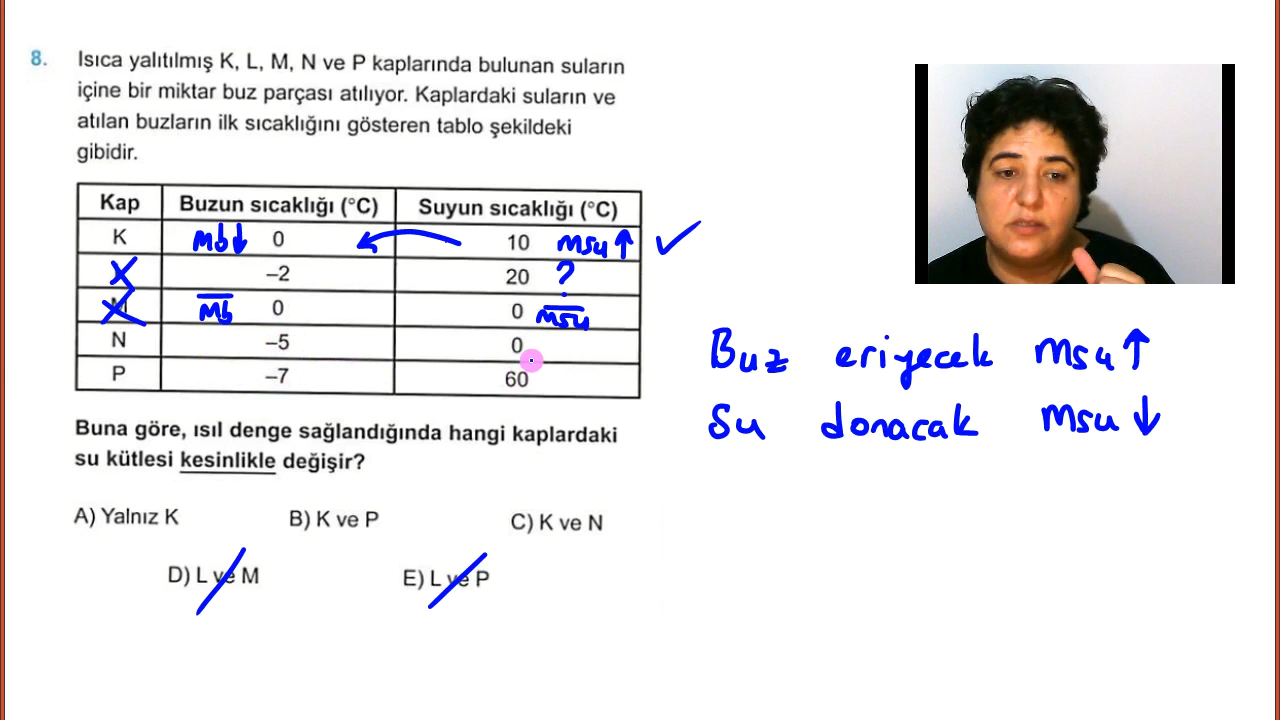 8. Isıca yalıtılmış K, L, M, N ve P kaplarında bulunan suların
içine bir miktar buz parçası atılıyor. Kaplardaki suların ve
atılan buzların ilk sıcaklığını gösteren tablo şekildeki
gibidir.
Kap Buzun sıcaklığı (°C) Suyun sıcaklığı (°C)
K mb↓ 0 10 msu↑ ✓
–2 20 ?
M mb 0 0 msu
N –5 0
P –7 60
Buz eriyecek msu↑
Su donacak msu↓
Buna göre, ısıl denge sağlandığında hangi kaplardaki
su kütlesi kesinlikle değişir?
A) Yalnız K B) K ve P C) K ve N
D) L ve M E) L ve P